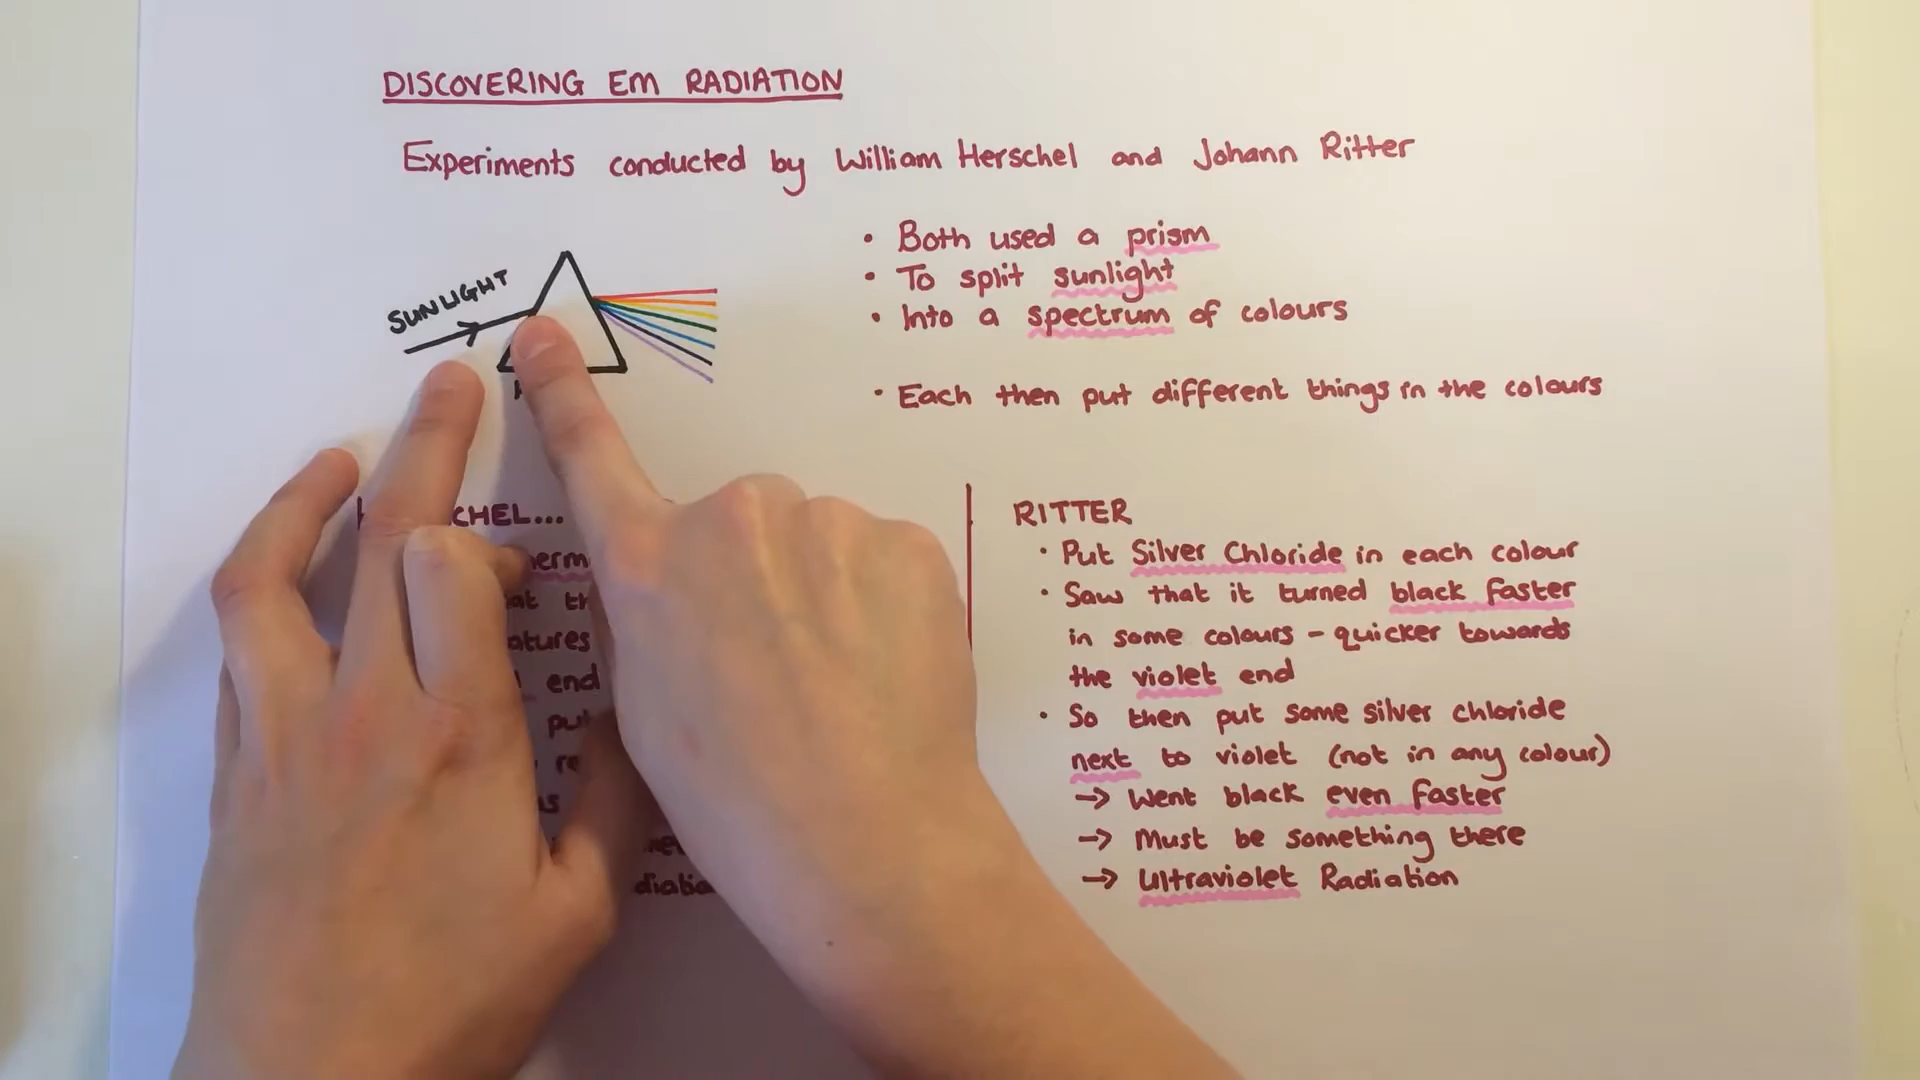 DISCOVERING EM RADIATION
Experiments conducted by William Herschel and Johann Ritter
SUNLIGHT
• Both used a prism
• To split sunlight
• Into a spectrum of colours
• Each then put different things in the colours
CHEL...
end
RITTER
• Put Silver Chloride in each colour
• Saw that it turned black faster
in some colours - quicker towards
the violet end
• So then put some silver chloride
next to violet (not in any colour)
→ Went black even faster
→ Must be something there
→ Ultraviolet Radiation